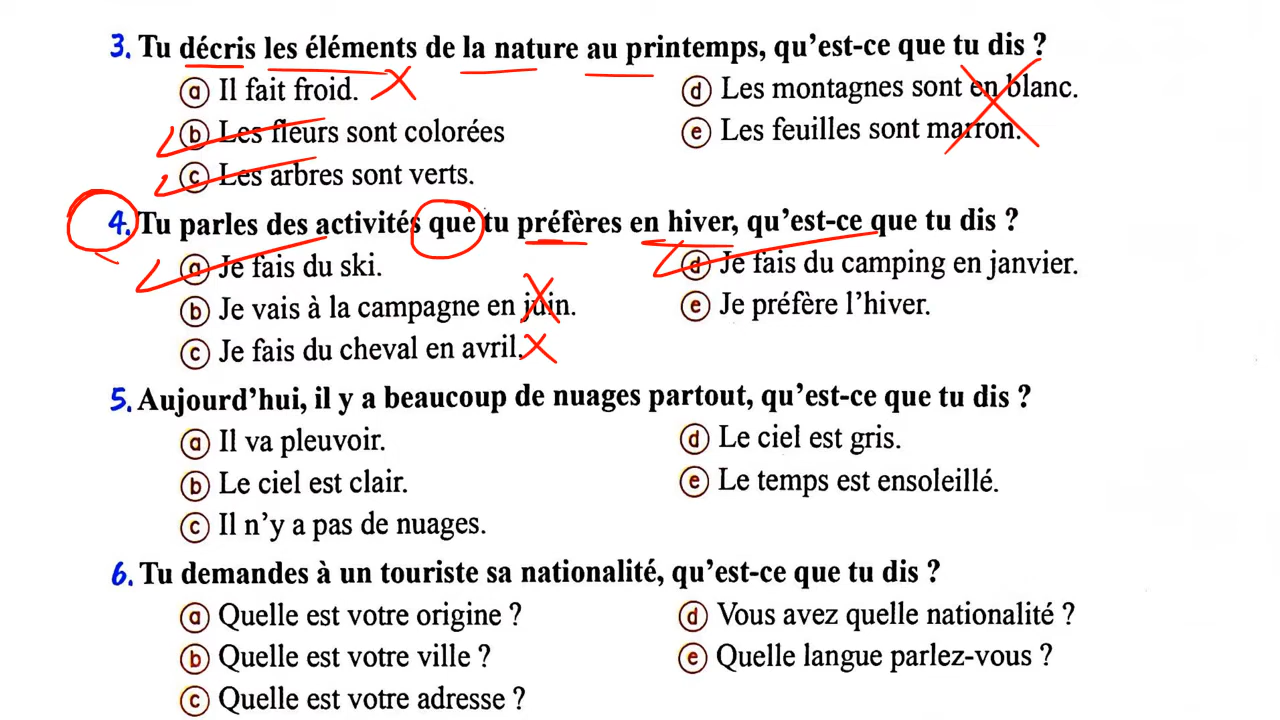 3. Tu décris les éléments de la nature au printemps, qu'est-ce que tu dis ?
a Il fait froid.
b Les fleurs sont colorées
c Les arbres sont verts.
d Les montagnes sont en blanc.
e Les feuilles sont marron.
4. Tu parles des activités que tu préfères en hiver, qu'est-ce que tu dis ?
a Je fais du ski.
b Je vais à la campagne en juin.
c Je fais du cheval en avril.
d Je fais du camping en janvier.
e Je préfère l'hiver.
5. Aujourd'hui, il y a beaucoup de nuages partout, qu'est-ce que tu dis ?
a Il va pleuvoir.
b Le ciel est clair.
c Il n'y a pas de nuages.
d Le ciel est gris.
e Le temps est ensoleillé.
6. Tu demandes à un touriste sa nationalité, qu'est-ce que tu dis ?
a Quelle est votre origine ?
b Quelle est votre ville ?
c Quelle est votre adresse ?
d Vous avez quelle nationalité ?
e Quelle langue parlez-vous ?